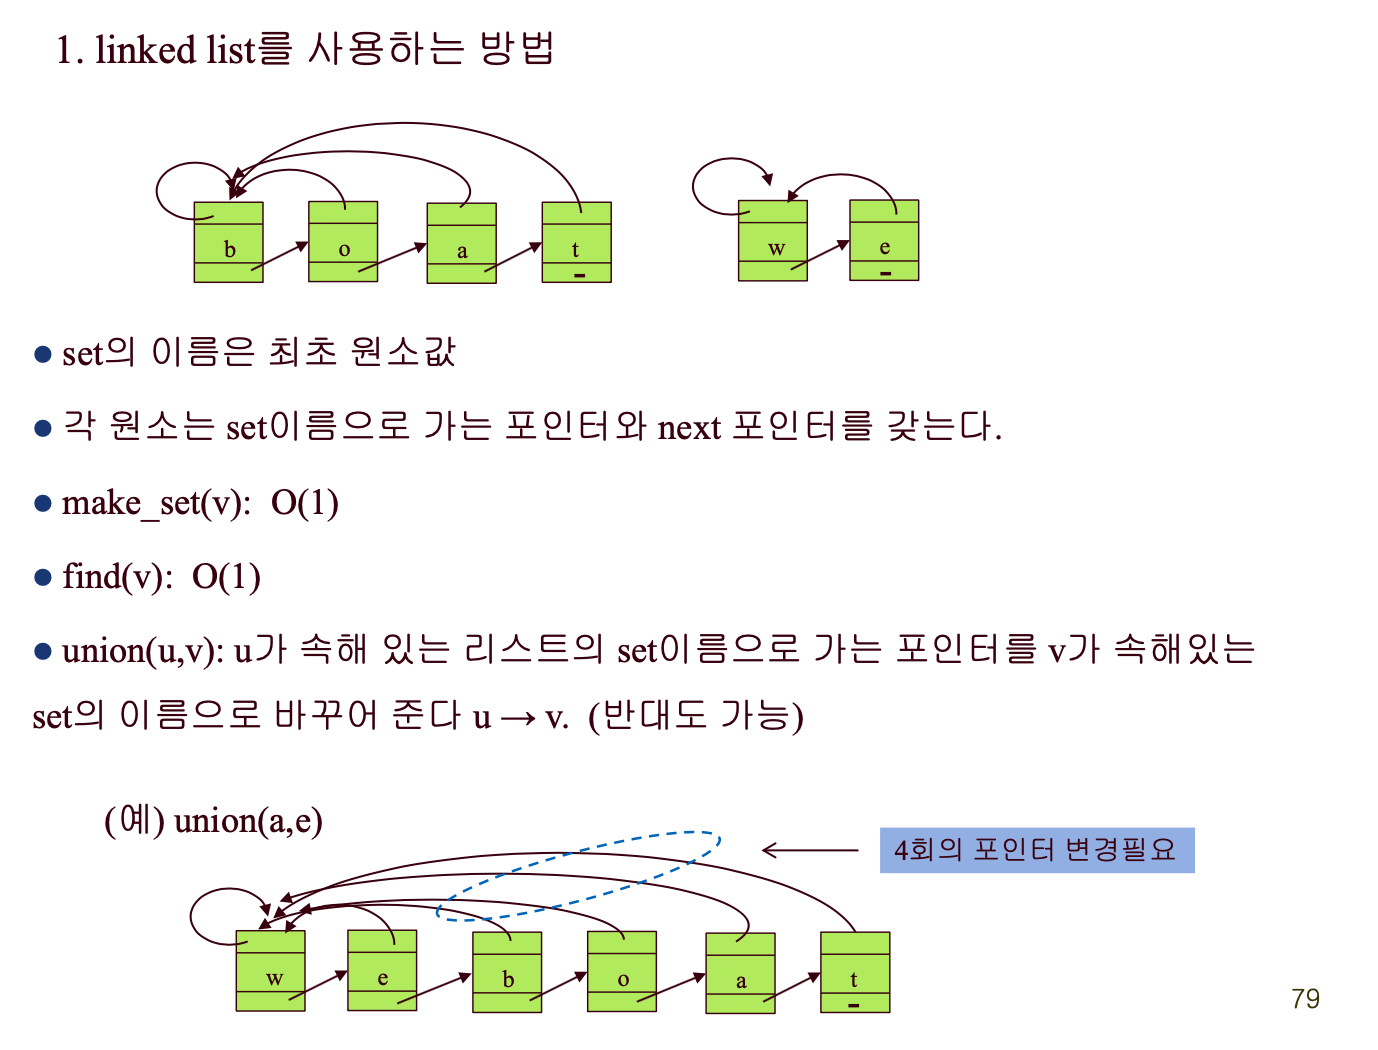 1. linked list를 사용하는 방법
b o a t w e
● set의 이름은 최초 원소값
● 각 원소는 set이름으로 가는 포인터와 next 포인터를 갖는다.
● make_set(v): O(1)
● find(v): O(1)
● union(u,v): u가 속해 있는 리스트의 set이름으로 가는 포인터를 v가 속해있는
set의 이름으로 바꾸어 준다 u → v. (반대도 가능)
(예) union(a,e)
4회의 포인터 변경필요
w e b o a t
79